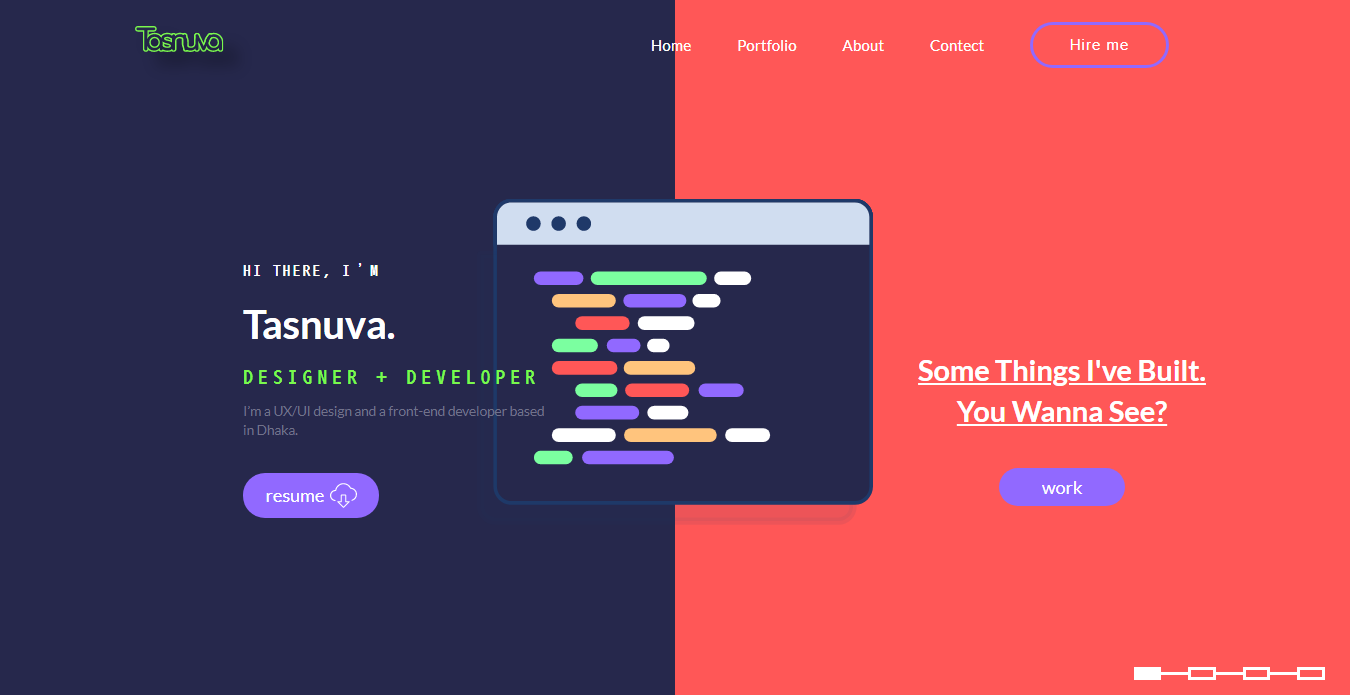 Tasnuva
Home Portfolio About Contect Hire me
HI THERE, I'M
Tasnuva.
DESIGNER + DEVELOPER
I'm a UX/UI design and a front-end developer based
in Dhaka.
resume
Some Things I've Built.
You Wanna See?
work